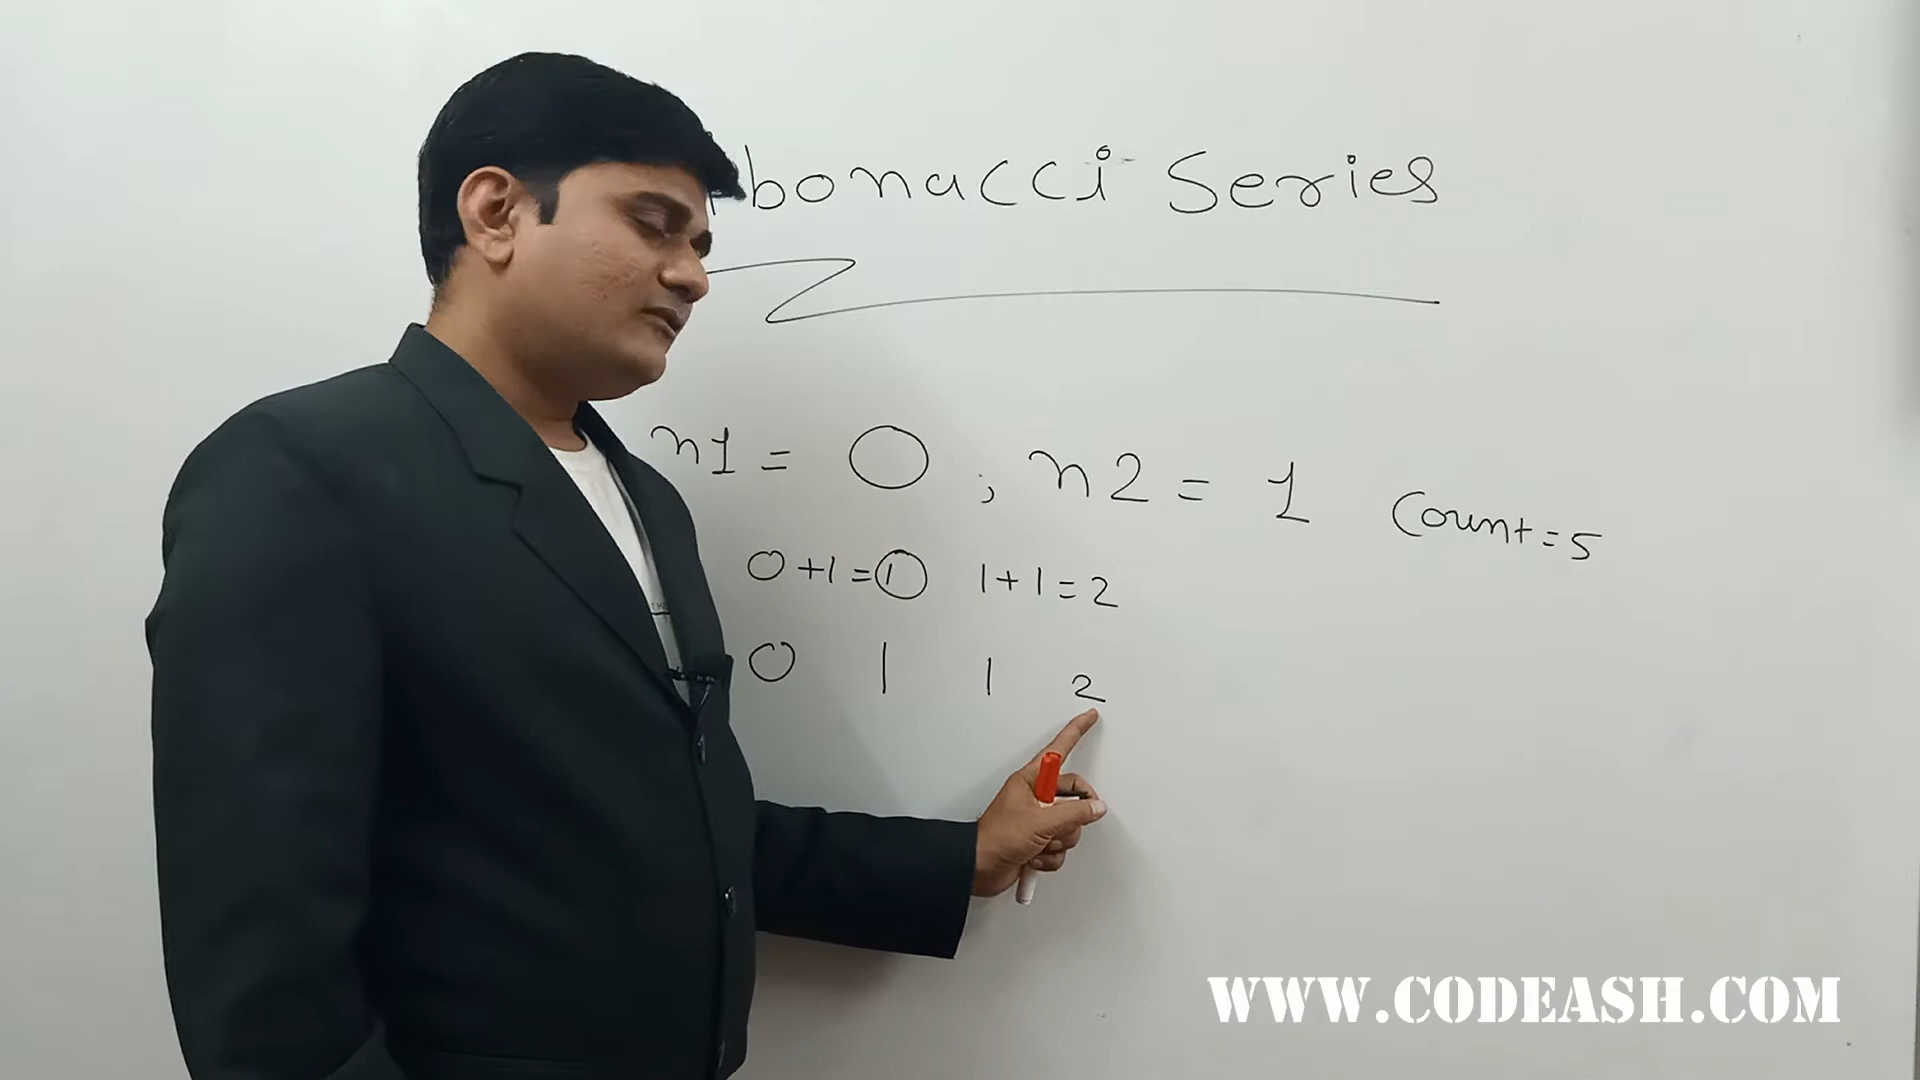 bonacci Series
n1 = 0 ; n2 = 1 Count = 5
0+1=1 1+1=2
0 1 1 2
WWW.CODEASH.COM